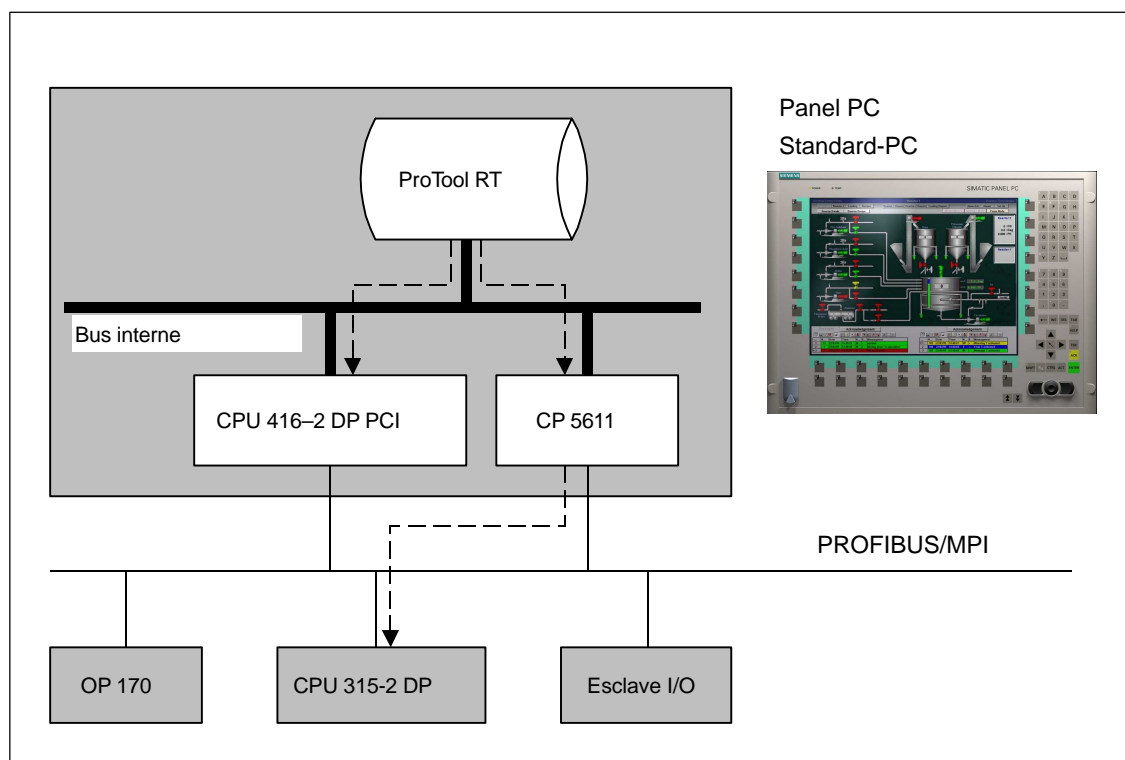 Panel PC
Standard-PC
ProTool RT
SIEMENS
SIMATIC PANEL PC
Bus interne
CPU 416–2 DP PCI
CP 5611
PROFIBUS/MPI
OP 170
CPU 315-2 DP
Esclave I/O